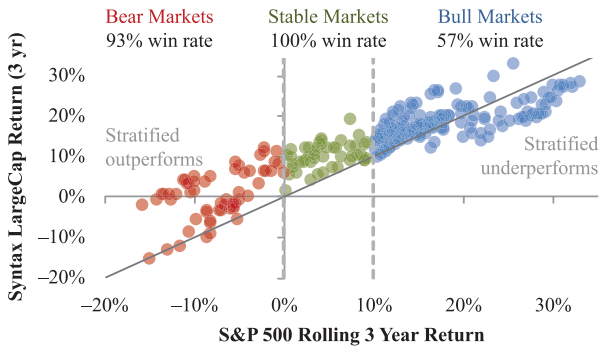 Bear Markets
93% win rate
Stable Markets
100% win rate
Bull Markets
57% win rate
Syntax LargeCap Return (3 yr)
30%
20%
10%
0%
–10%
–20%
Stratified
outperforms
Stratified
underperforms
–20%
–10%
0%
10%
20%
30%
S&P 500 Rolling 3 Year Return